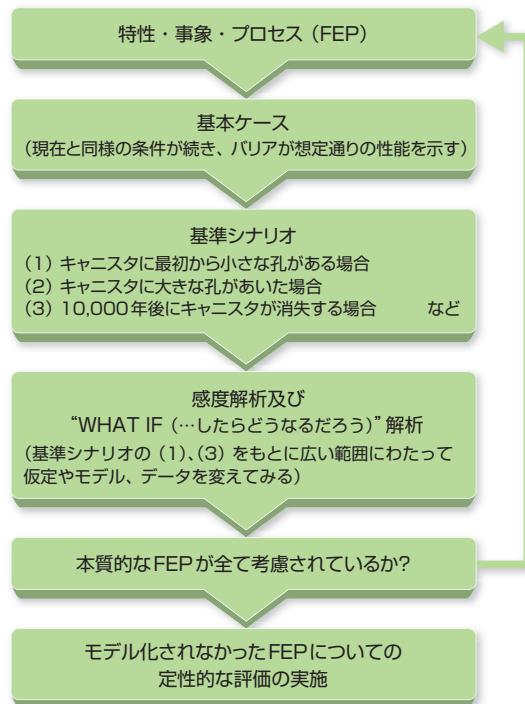 特性・事象・プロセス（FEP）
基本ケース
（現在と同様の条件が続き、バリアが想定通りの性能を示す）
基準シナリオ
（1）キャニスタに最初から小さな孔がある場合
（2）キャニスタに大きな孔があいた場合
（3）10,000年後にキャニスタが消失する場合　　など
感度解析及び
“WHAT IF（…したらどうなるだろう）”解析
（基準シナリオの（1）、（3）をもとに広い範囲にわたって
仮定やモデル、データを変えてみる）
本質的なFEPが全て考慮されているか?
モデル化されなかったFEPについての
定性的な評価の実施